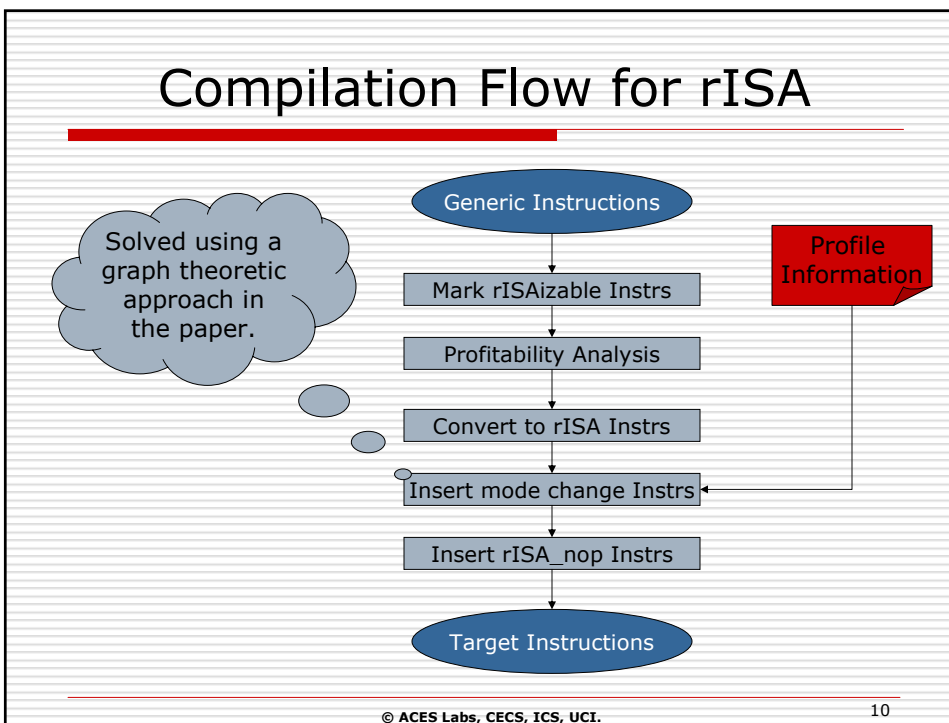 Compilation Flow for rISA
Solved using a
graph theoretic
approach in
the paper.
Generic Instructions
Profile
Information
Mark rISAizable Instrs
Profitability Analysis
Convert to rISA Instrs
Insert mode change Instrs
Insert rISA_nop Instrs
Target Instructions
© ACES Labs, CECS, ICS, UCI.
10